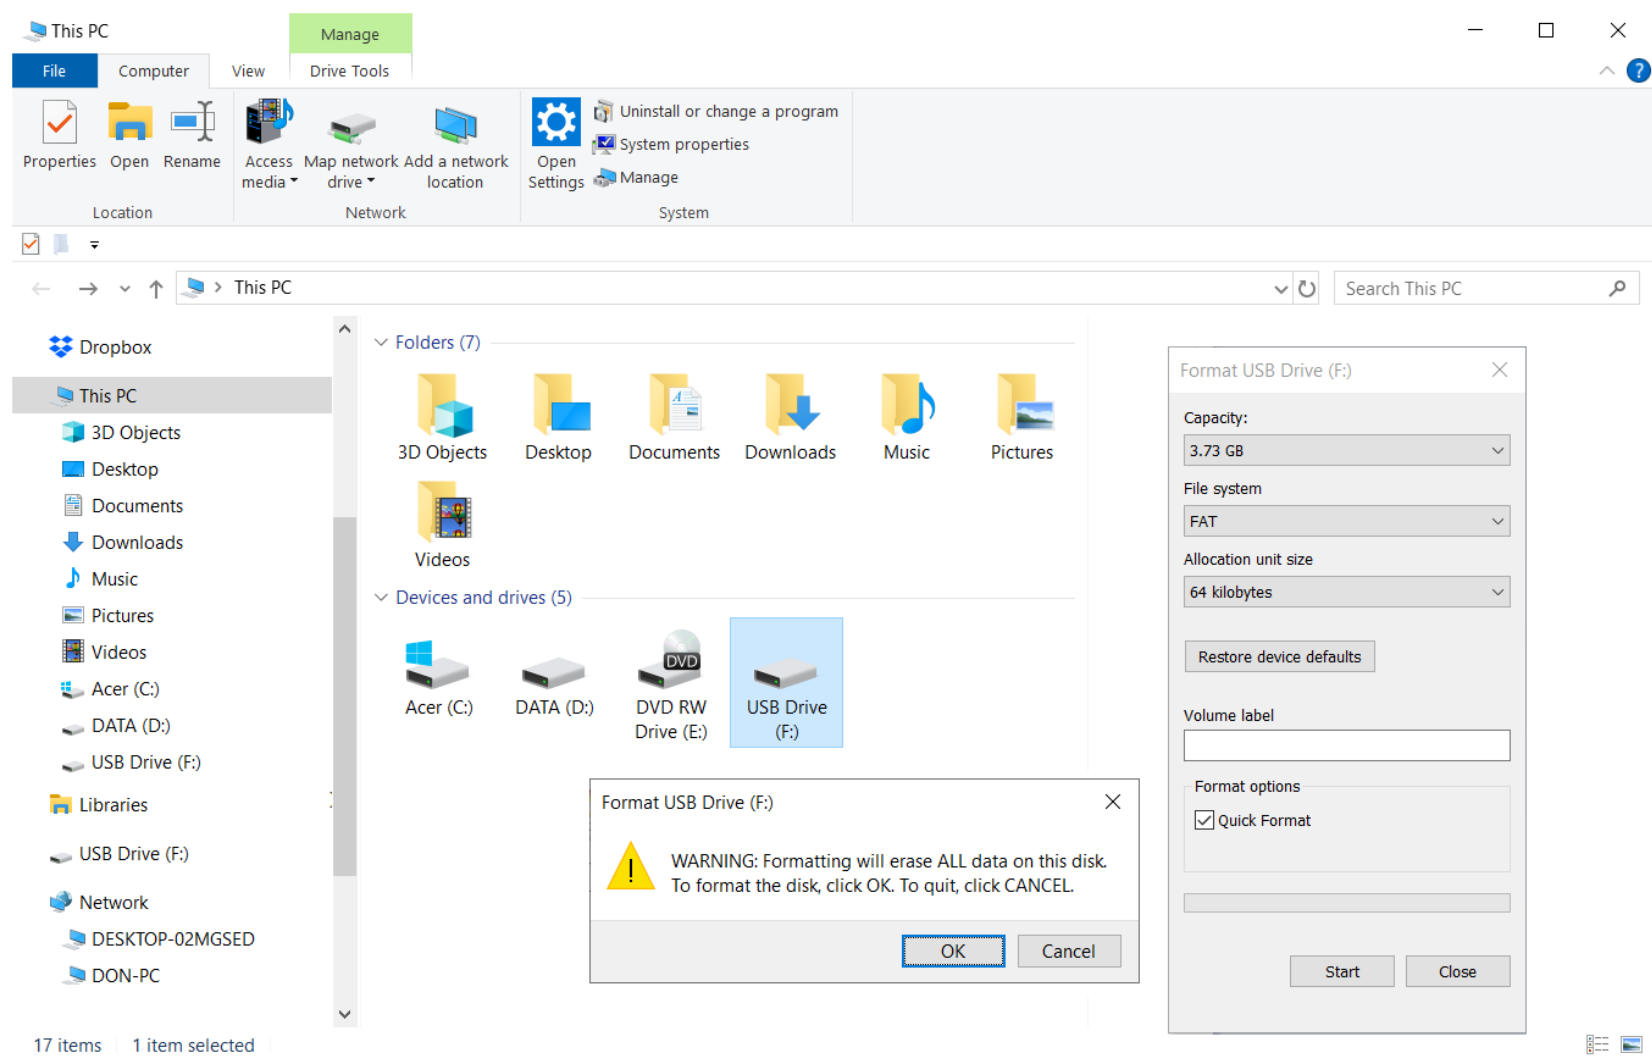 This PC
Manage
File
Computer
View
Drive Tools
?
Properties
Open
Rename
Access
media
Map network
drive
Add a network
location
Open
Settings
Uninstall or change a program
System properties
Manage
Location
Network
System
This PC
Search This PC
Dropbox
This PC
3D Objects
Desktop
Documents
Downloads
Music
Pictures
Videos
Acer (C:)
DATA (D:)
USB Drive (F:)
Libraries
USB Drive (F:)
Network
DESKTOP-02MGSED
DON-PC
Folders (7)
3D Objects
Desktop
Documents
Downloads
Music
Pictures
Videos
Devices and drives (5)
Acer (C:)
DATA (D:)
DVD
DVD RW
Drive (E:)
USB Drive
(F:)
Format USB Drive (F:)
WARNING: Formatting will erase ALL data on this disk.
To format the disk, click OK. To quit, click CANCEL.
OK
Cancel
Format USB Drive (F:)
Capacity:
3.73 GB
File system
FAT
Allocation unit size
64 kilobytes
Restore device defaults
Volume label
Format options
Quick Format
Start
Close
17 items
1 item selected